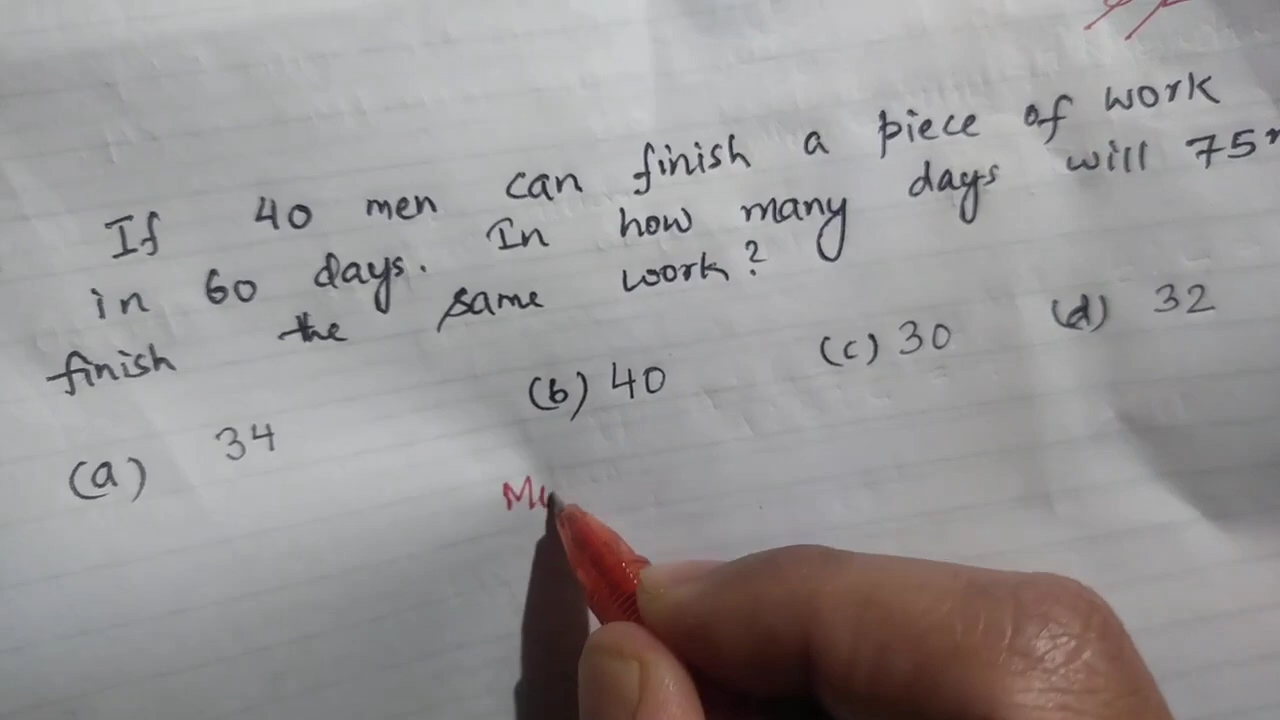 If 40 men can finish a piece of work
in 60 days. In how many days will 75
finish the same work?
(a) 34 (b) 40 (c) 30 (d) 32